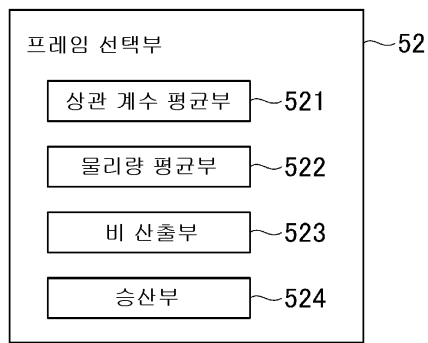 프레임 선택부 52
상관 계수 평균부 521
물리량 평균부 522
비 산출부 523
승산부 524